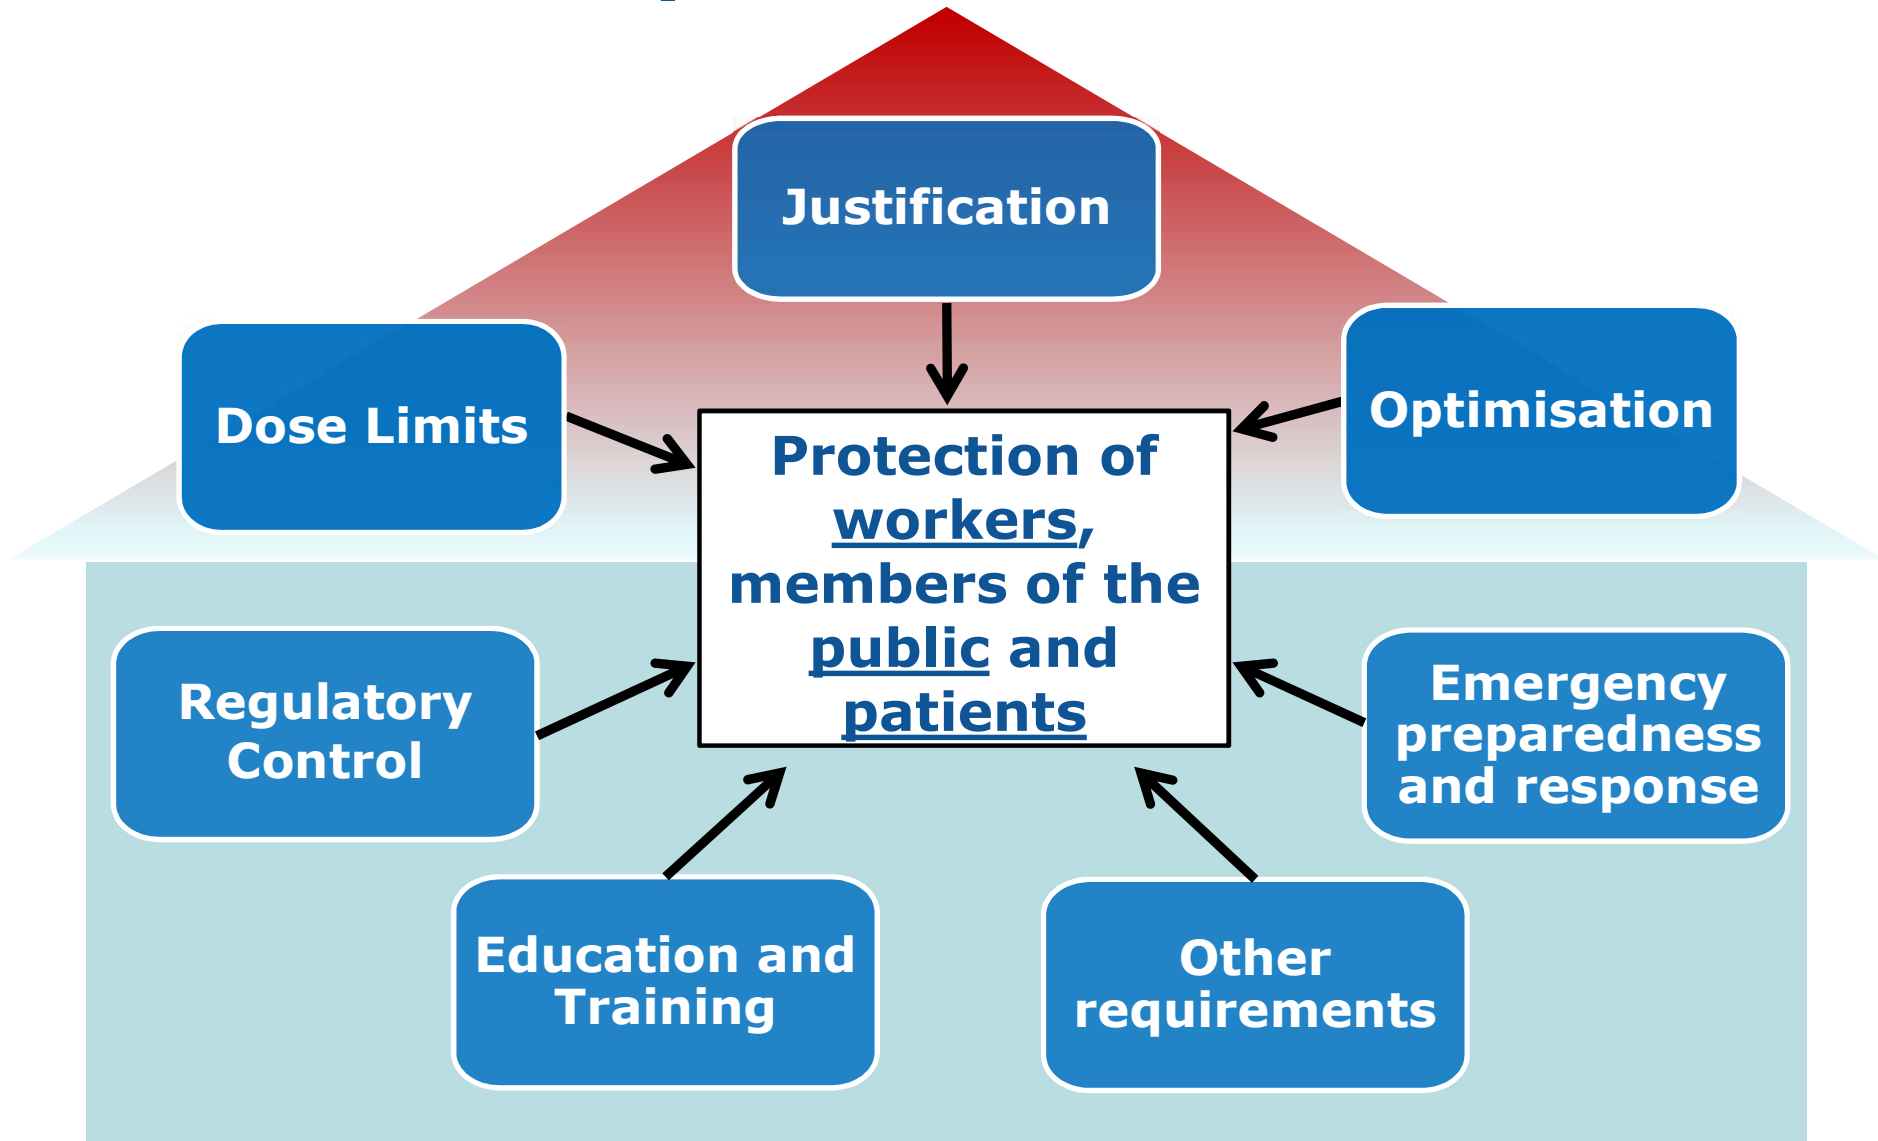 Justification
Dose Limits
Optimisation
Protection of
workers,
members of the
public and
patients
Regulatory
Control
Emergency
preparedness
and response
Education and
Training
Other
requirements